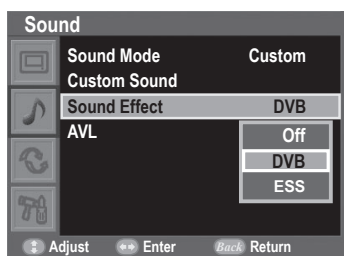 Sound
Sound Mode Custom
Custom Sound
Sound Effect DVB
AVL Off
DVB
ESS
Adjust Enter Back Return